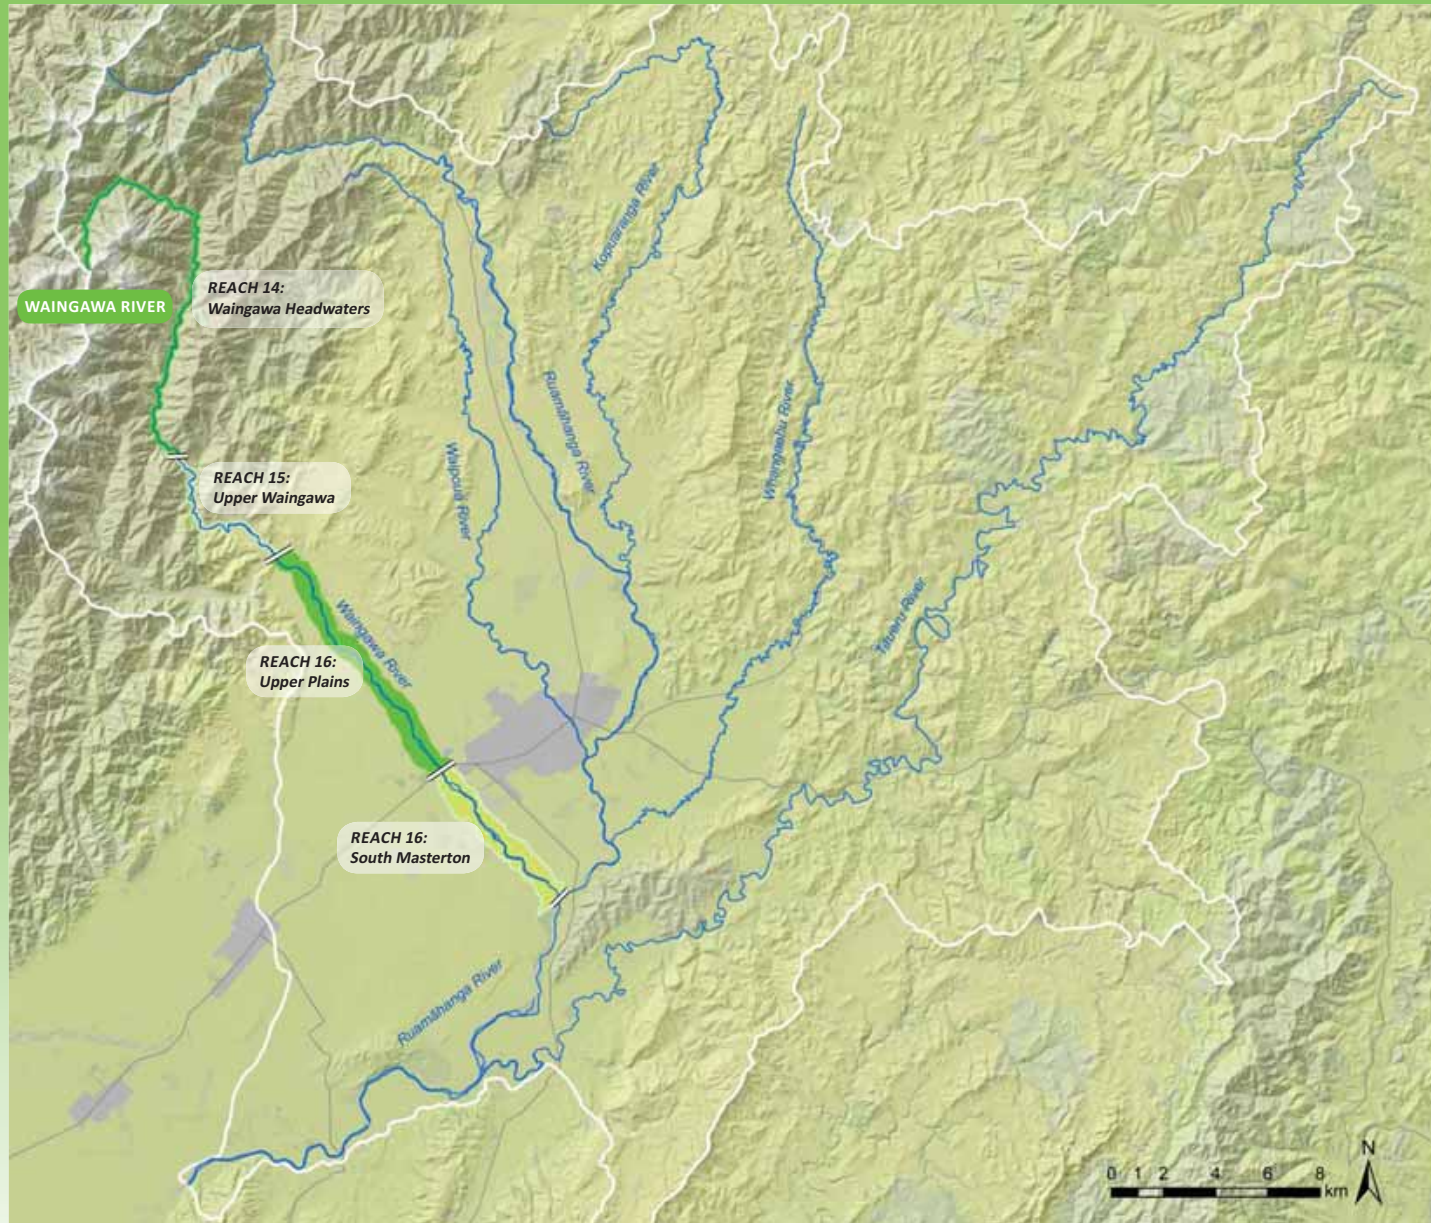 Kopuaranga River
WAINGAWA RIVER
REACH 14:
Waingawa Headwaters
Ruamāhanga River
Whangaehu River
Waipoua River
REACH 15:
Upper Waingawa
Waingawa River
Taueru River
REACH 16:
Upper Plains
REACH 16:
South Masterton
Ruamāhanga River
N
0 1 2 4 6 8
km